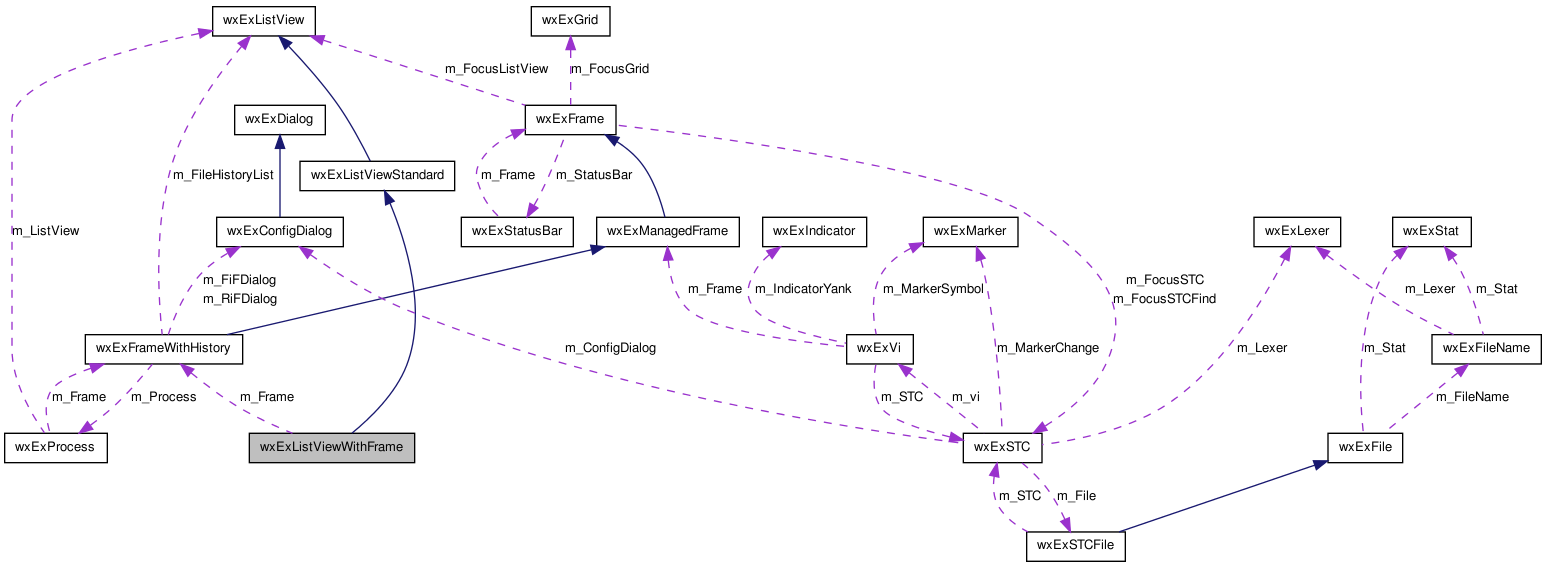 wxExListView
wxExGrid
m_FocusListView
m_FocusGrid
wxExDialog
wxExFrame
m_FileHistoryList
wxExListViewStandard
m_Frame
m_StatusBar
m_ListView
wxExConfigDialog
wxExStatusBar
wxExManagedFrame
wxExIndicator
wxExMarker
wxExLexer
wxExStat
m_FiFDialog
m_RiFDialog
m_Frame
m_IndicatorYank
m_MarkerSymbol
m_FocusSTC
m_FocusSTCFind
m_Lexer
m_Stat
wxExFrameWithHistory
m_ConfigDialog
wxExVi
m_MarkerChange
m_Lexer
m_Stat
wxExFileName
m_Frame
m_Process
m_Frame
m_STC
m_vi
m_FileName
wxExProcess
wxExListViewWithFrame
wxExSTC
wxExFile
m_STC
m_File
wxExSTCFile